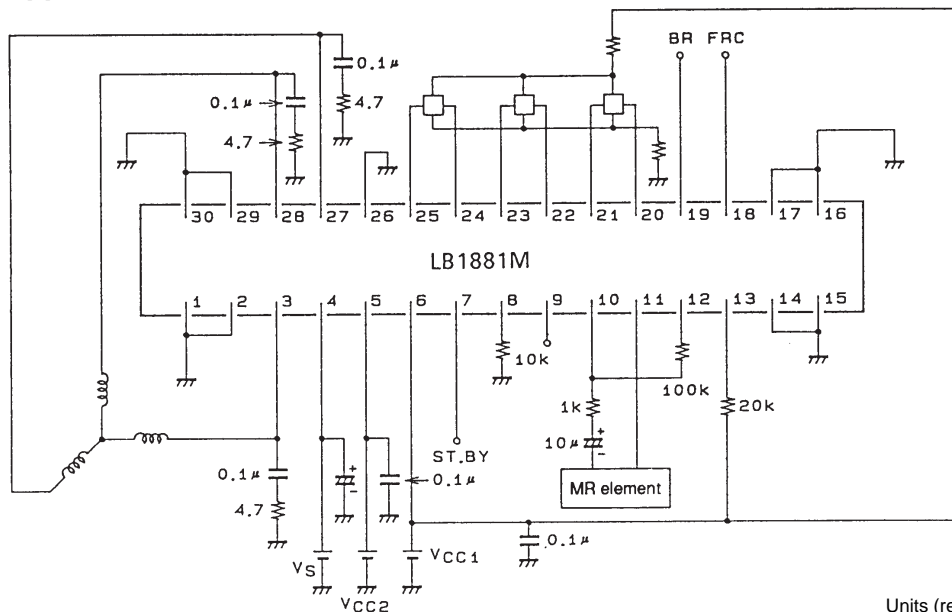 0.1μ
4.7
0.1μ
4.7
BR FRC
30 29 28 27 26 25 24 23 22 21 20 19 18 17 16
LB1881M
1 2 3 4 5 6 7 8 9 10 11 12 13 14 15
10k
1k
100k
20k
10μ
+
-
ST.BY
MR element
0.1μ
4.7
+
-
0.1μ
0.1μ
VS
VCC2
VCC1
Units (re